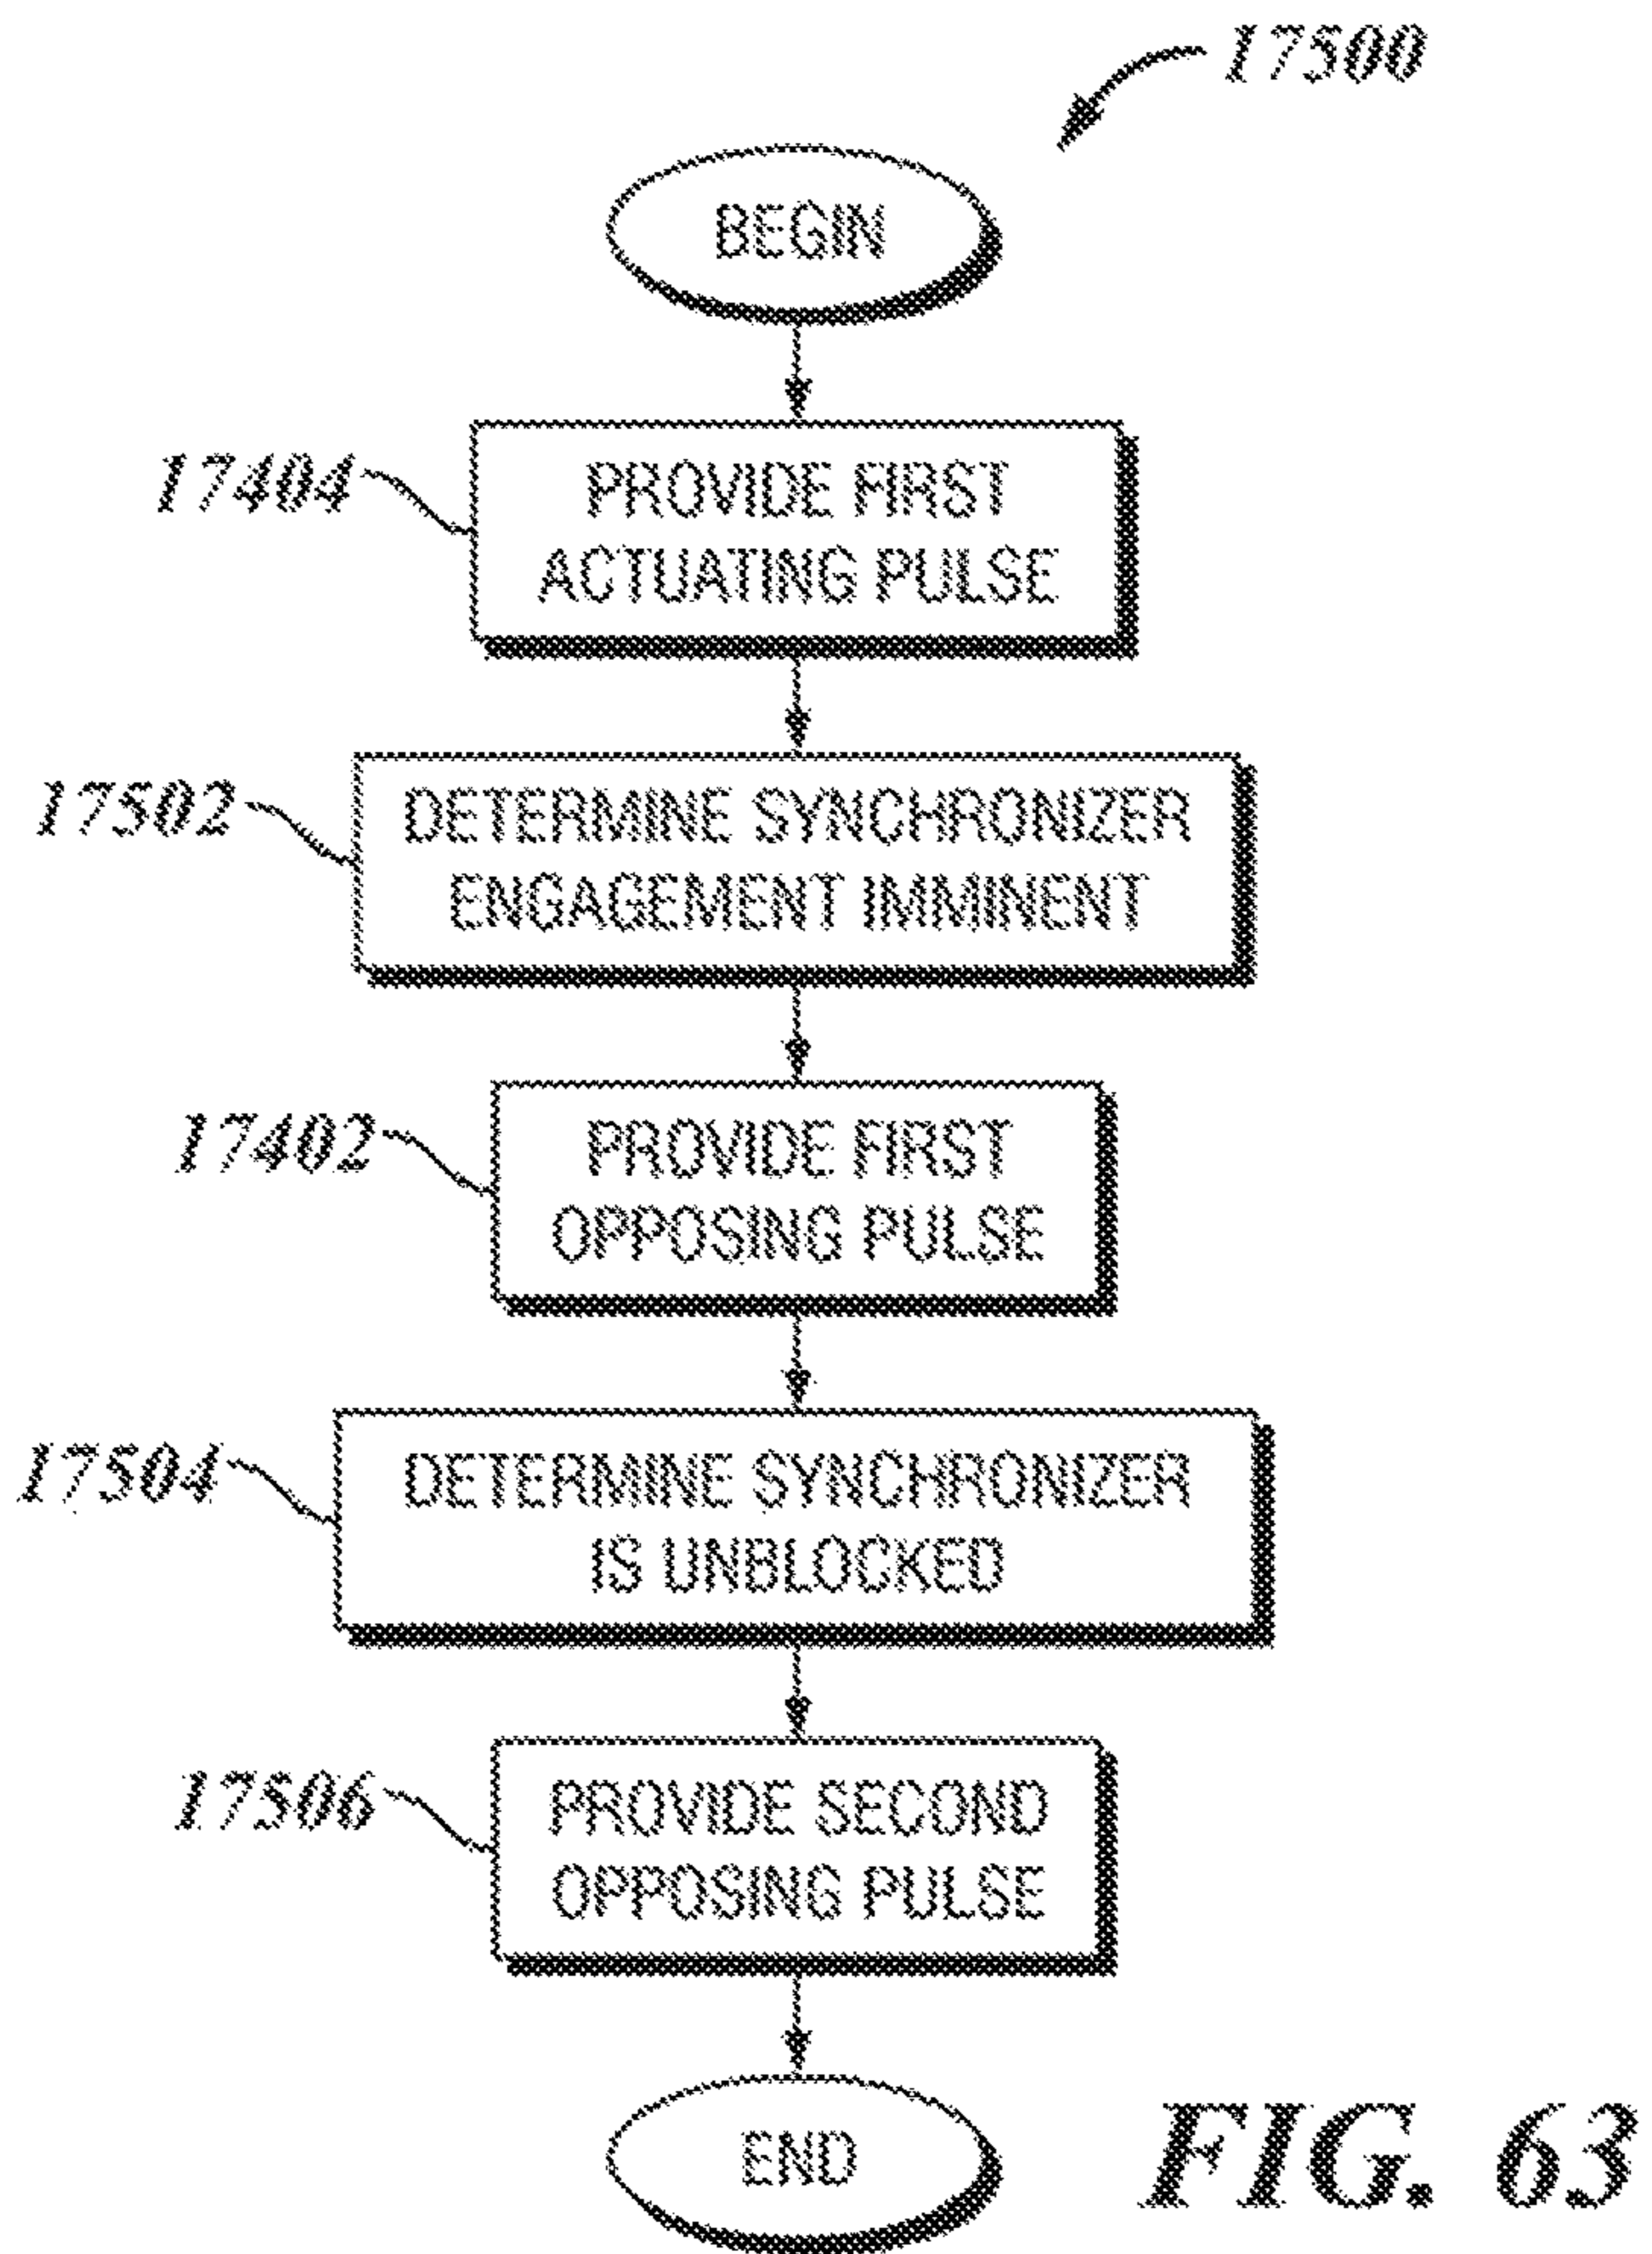 17500
BEGIN
17404
PROVIDE FIRST
ACTUATING PULSE
17502
DETERMINE SYNCHRONIZER
ENGAGEMENT IMMINENT
17402
PROVIDE FIRST
OPPOSING PULSE
17504
DETERMINE SYNCHRONIZER
IS UNBLOCKED
17506
PROVIDE SECOND
OPPOSING PULSE
END
FIG. 63